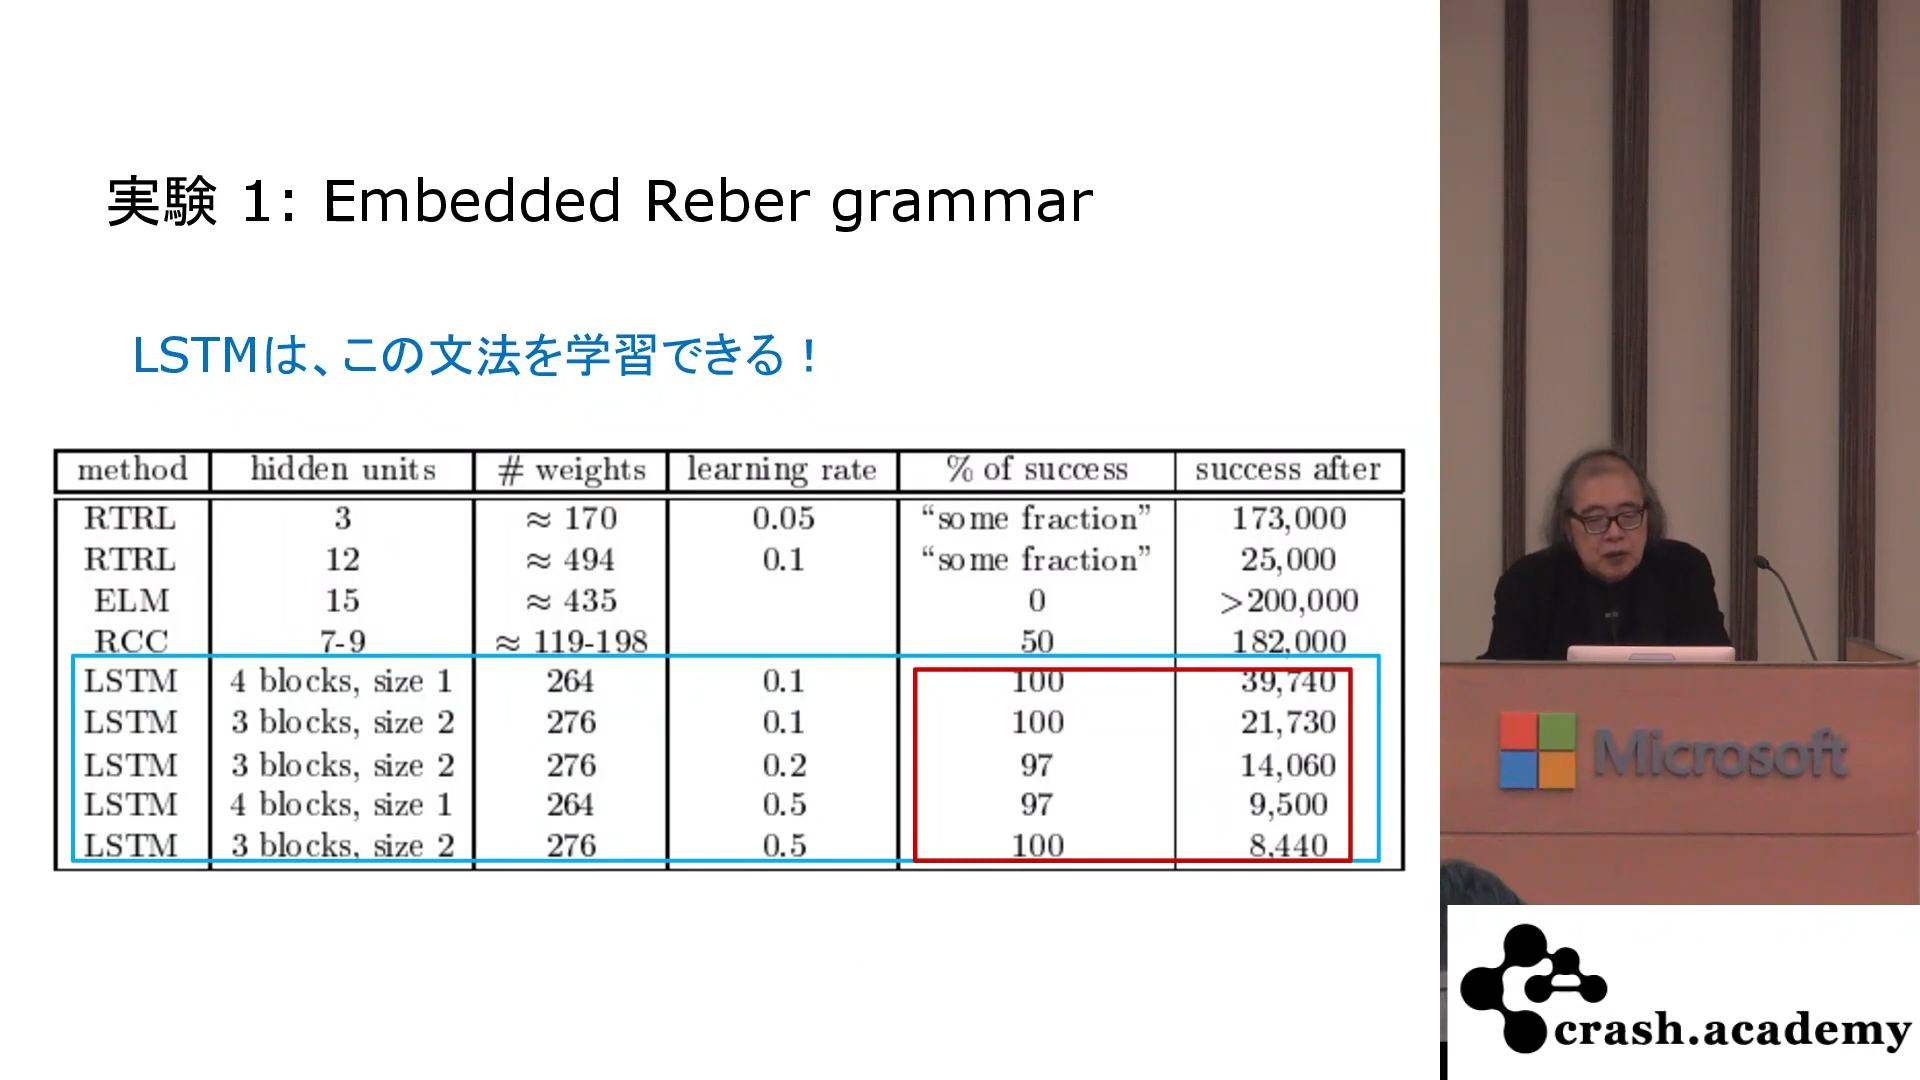 実験 1: Embedded Reber grammar
LSTMは、この文法を学習できる！
method hidden units # weights learning rate % of success success after
RTRL 3 ≈ 170 0.05 “some fraction” 173,000
RTRL 12 ≈ 494 0.1 “some fraction” 25,000
ELM 15 ≈ 435 0 >200,000
RCC 7-9 ≈ 119-198 50 182,000
LSTM 4 blocks, size 1 264 0.1 100 39,740
LSTM 3 blocks, size 2 276 0.1 100 21,730
LSTM 3 blocks, size 2 276 0.2 97 14,060
LSTM 4 blocks, size 1 264 0.5 97 9,500
LSTM 3 blocks, size 2 276 0.5 100 8,440
Microsoft
crash.academy